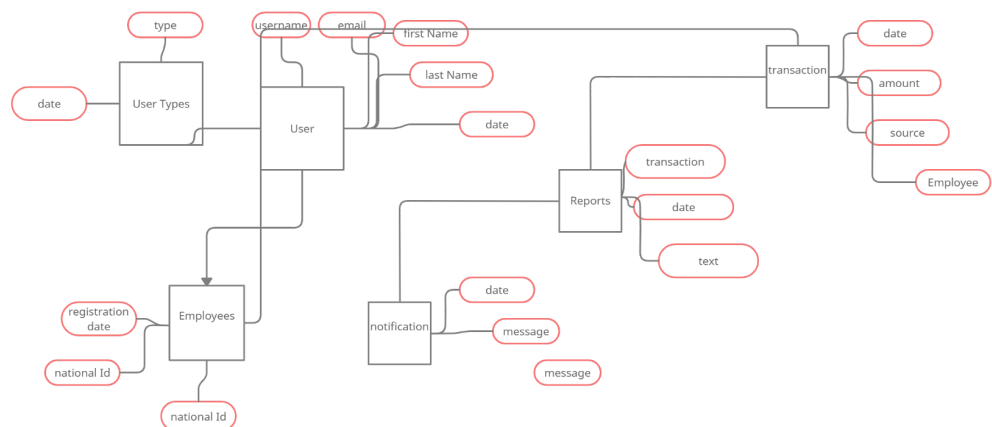 type
username
email
first Name
date
transaction
last Name
amount
date
User Types
User
date
source
transaction
Employee
Reports
date
text
date
registration
date
Employees
notification
message
national Id
message
national Id